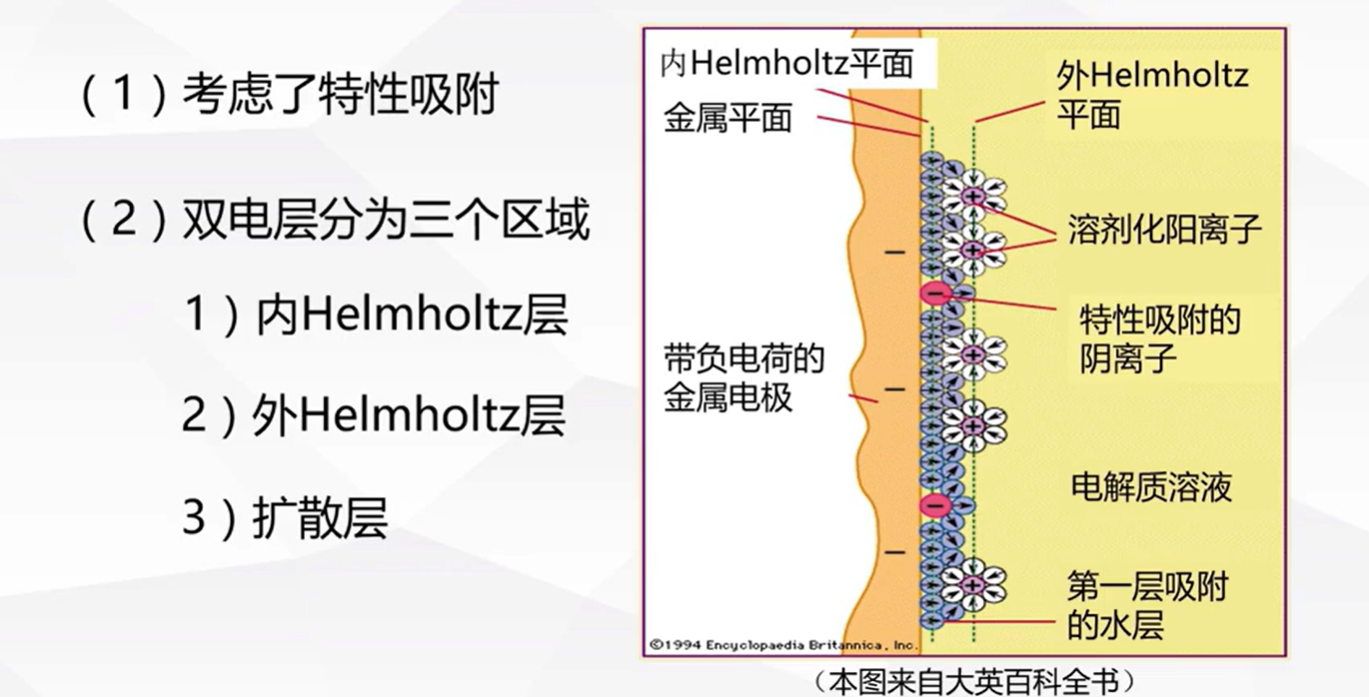 （1）考虑了特性吸附
（2）双电层分为三个区域
1）内Helmholtz层
2）外Helmholtz层
3）扩散层
内Helmholtz平面
金属平面
外Helmholtz
平面
溶剂化阳离子
特性吸附的
阴离子
带负电荷的
金属电极
电解质溶液
第一层吸附
的水层
©1994 Encyclopaedia Britannica, Inc.
（本图来自大英百科全书）